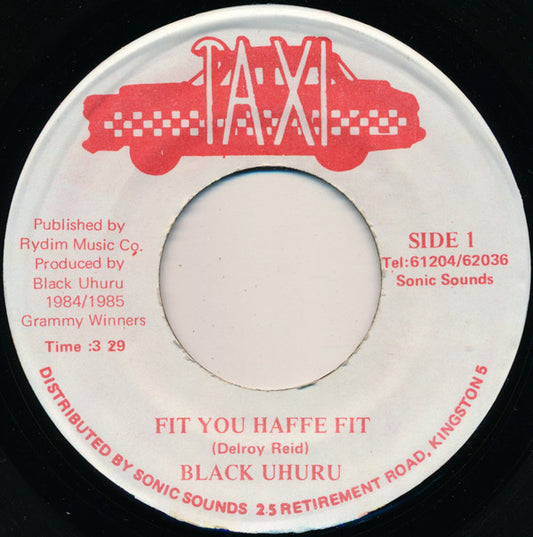 TAXI
Published by
Rydim Music Co.
Produced by
Black Uhuru
1984/1985
Grammy Winners
Time :3 29
SIDE 1
Tel:61204/62036
Sonic Sounds
FIT YOU HAFFE FIT
(Delroy Reid)
BLACK UHURU
DISTRIBUTED BY SONIC SOUNDS 25 RETIREMENT ROAD, KINGSTON 5